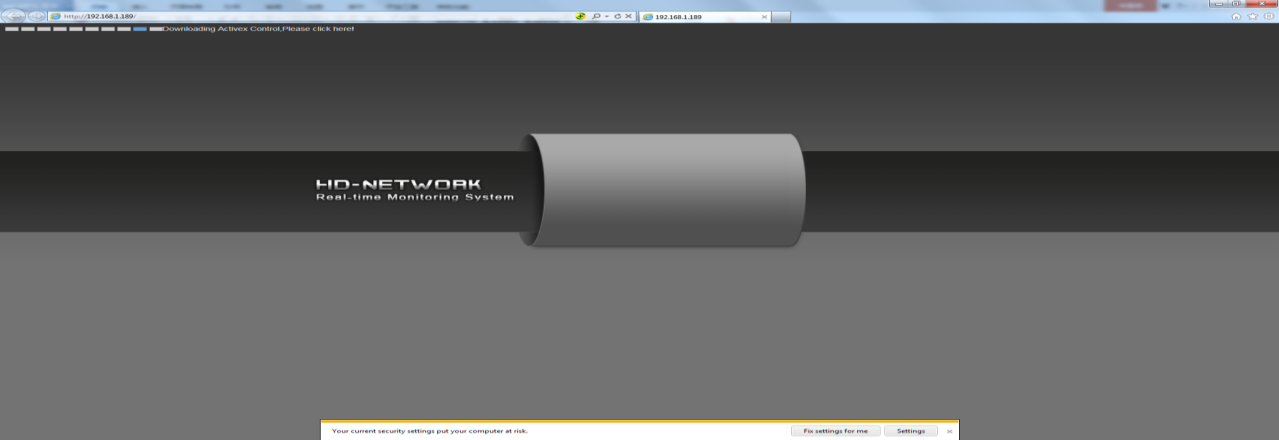 http://192.168.1.189/
192.168.1.189
Downloading Activex Control,Please click here!
HD-NETWORK
Real-time Monitoring System
Your current security settings put your computer at risk.
Fix settings for me
Settings